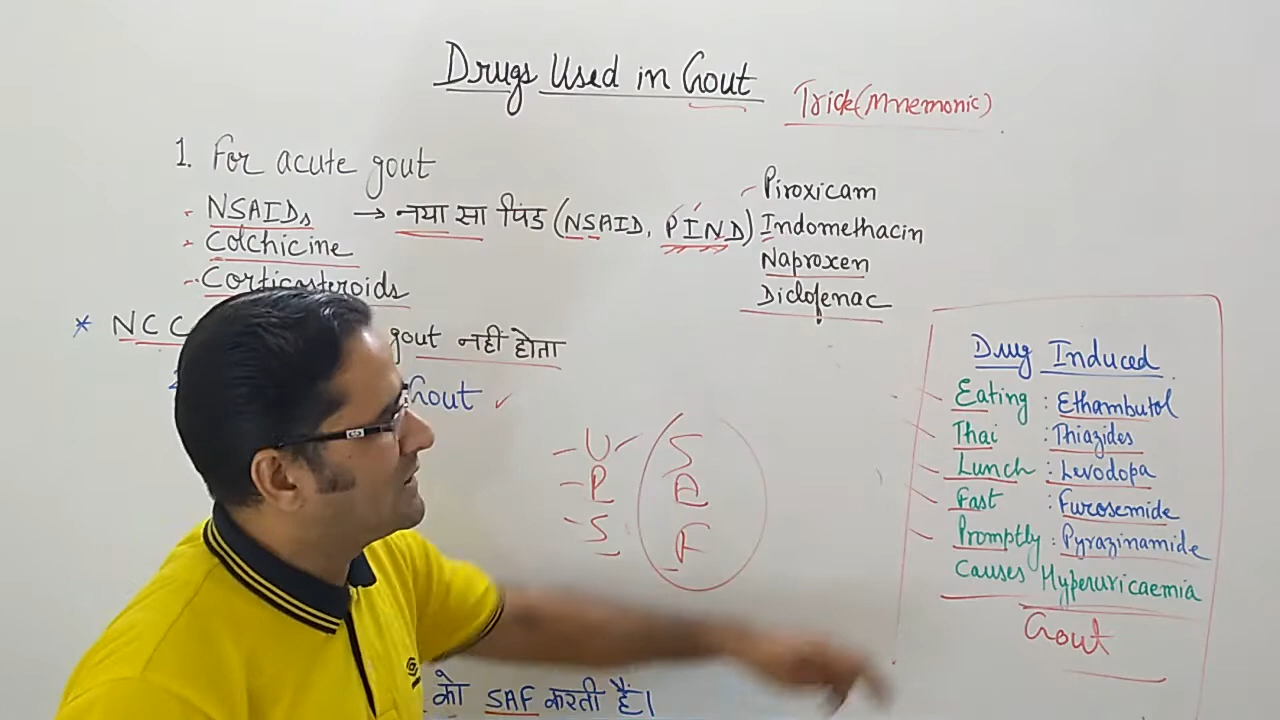 Drugs Used in Gout
Trick (Mnemonic)
1. For acute gout
NSAIDs → नया सा पिंड (NSAID, PIND)
Piroxicam
Indomethacin
Naproxen
Diclofenac
Colchicine
Corticosteroids
* NCC gout नहीं होता
Gout ✓
U
P
S
S
A
F
Drug Induced
Eating : Ethambutol
Thai : Thiazides
Lunch : Levodopa
Fast : Furosemide
Promptly : Pyrazinamide
Causes Hyperuricaemia
Gout
को SAF करती हैं।